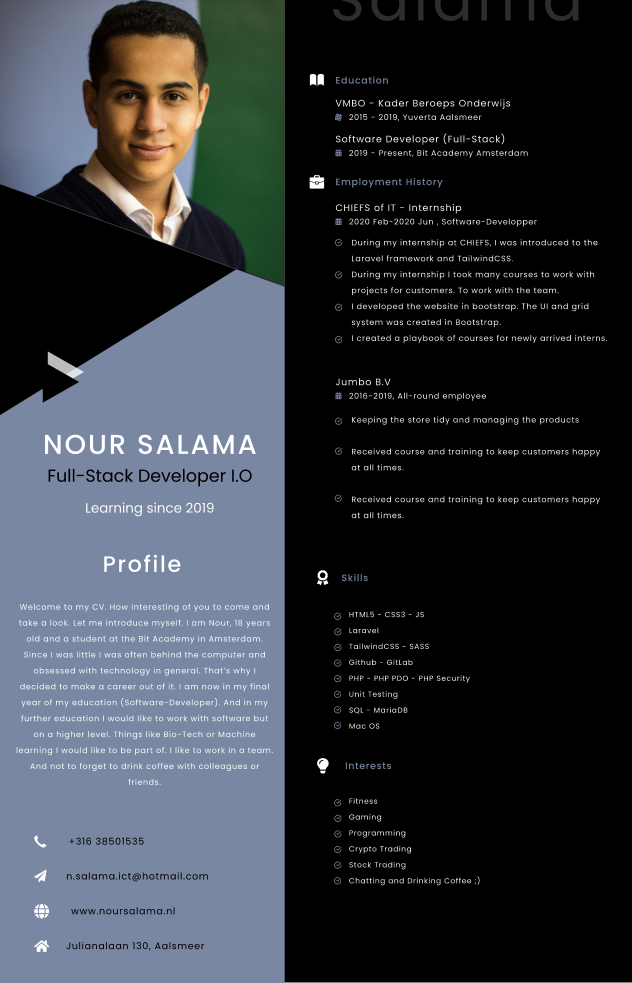 Salama
NOUR SALAMA
Full-Stack Developer I.O
Learning since 2019
Profile
Welcome to my CV. How interesting of you to come and
take a look. Let me introduce myself. I am Nour, 18 years
old and a student at the Bit Academy in Amsterdam.
Since I was little I was often behind the computer and
obsessed with technology in general. That's why I
decided to make a career out of it. I am now in my final
year of my education (Software-Developer). And in my
further education I would like to work with software but
on a higher level. Things like Bio-Tech or Machine
learning I would like to be part of. I like to work in a team.
And not to forget to drink coffee with colleagues or
friends.
+316 38501535
n.salama.ict@hotmail.com
www.noursalama.nl
Julianalaan 130, Aalsmeer
Education
VMBO - Kader Beroeps Onderwijs
2015 - 2019, Yuverta Aalsmeer
Software Developer (Full-Stack)
2019 - Present, Bit Academy Amsterdam
Employment History
CHIEFS of IT - Internship
2020 Feb-2020 Jun , Software-Developper
During my internship at CHIEFS, I was introduced to the
Laravel framework and TailwindCSS.
During my internship I took many courses to work with
projects for customers. To work with the team.
I developed the website in bootstrap. The UI and grid
system was created in Bootstrap.
I created a playbook of courses for newly arrived interns.
Jumbo B.V
2016-2019, All-round employee
Keeping the store tidy and managing the products
Received course and training to keep customers happy
at all times.
Received course and training to keep customers happy
at all times.
Skills
HTML5 - CSS3 - JS
Laravel
TailwindCSS - SASS
Github - GitLab
PHP - PHP PDO - PHP Security
Unit Testing
SQL - MariaDB
Mac OS
Interests
Fitness
Gaming
Programming
Crypto Trading
Stock Trading
Chatting and Drinking Coffee ;)